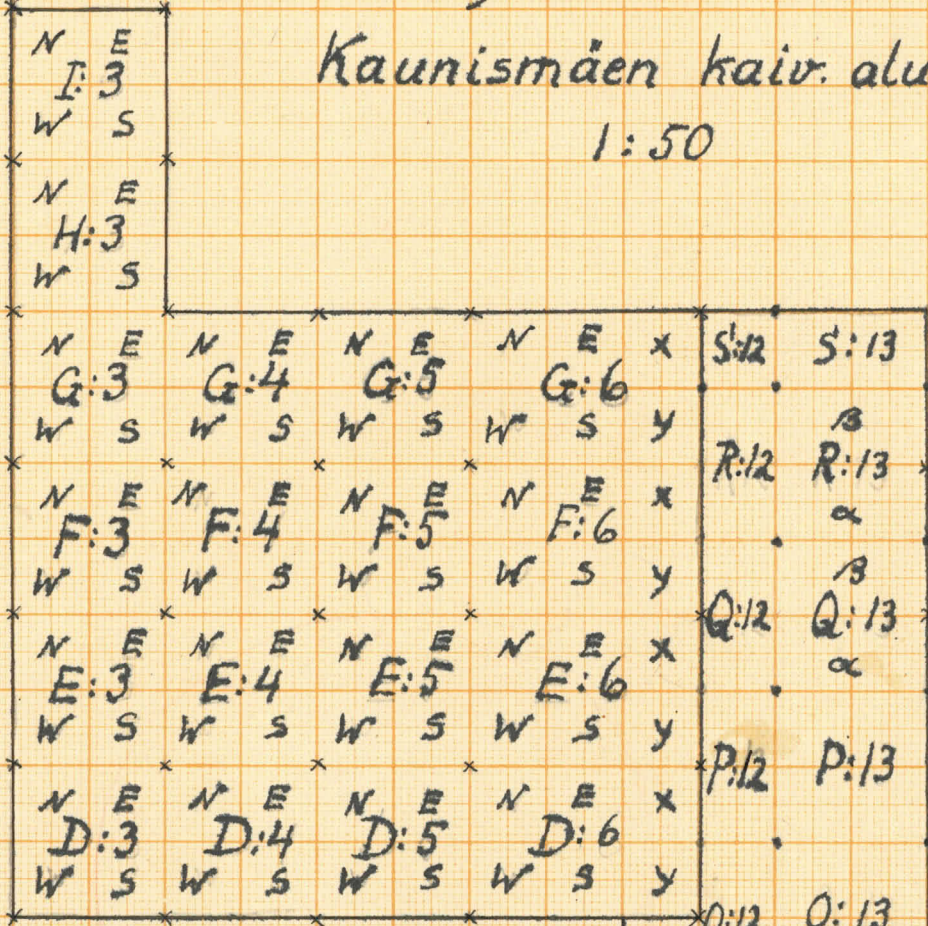 N E
Kaunismäen kaiv. alu
I:3
W S
1:50
N E
H:3
W S
N E N E N E N E x S:12 S:13
G:3 G:4 G:5 G:6
W S W S W S W S y β
R:12 R:13
N E N E N E N E x α
F:3 F:4 F:5 F:6
W S W S W S W S y β
Q:12 Q:13
N E N E N E N E x α
E:3 E:4 E:5 E:6
W S W S W S W S y
P:12 P:13
N E N E N E N E x
D:3 D:4 D:5 D:6
W S W S W S W S y
O:12 O:13